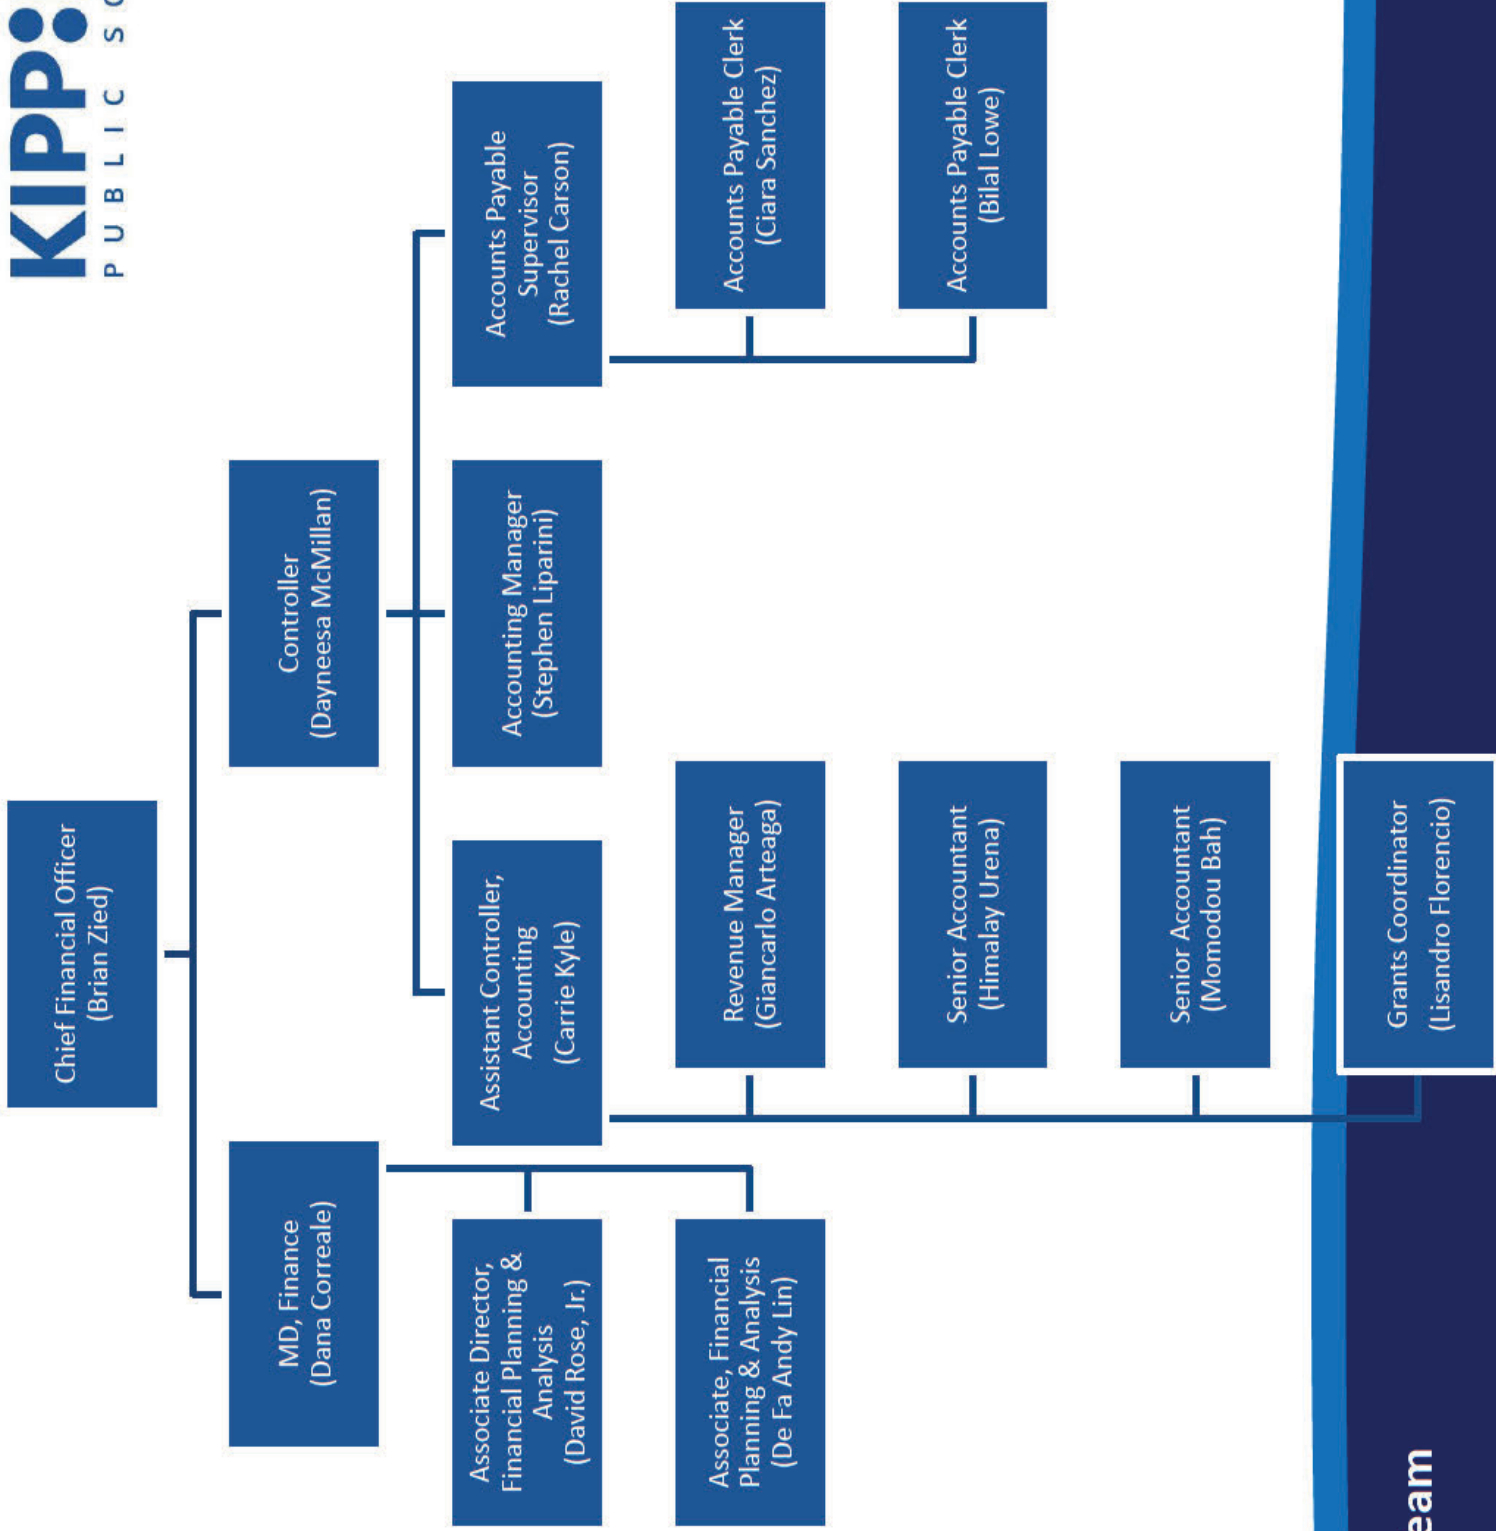 KIPP:
PUBLIC S
Chief Financial Officer
(Brian Zied)
MD, Finance
(Dana Correale)
Controller
(Dayneesa McMillan)
Associate Director,
Financial Planning &
Analysis
(David Rose, Jr.)
Assistant Controller,
Accounting
(Carrie Kyle)
Accounting Manager
(Stephen Liparini)
Accounts Payable
Supervisor
(Rachel Carson)
Associate, Financial
Planning & Analysis
(De Fa Andy Lin)
Revenue Manager
(Giancarlo Arteaga)
Accounts Payable Clerk
(Ciara Sanchez)
Senior Accountant
(Himalay Urena)
Accounts Payable Clerk
(Bilal Lowe)
Senior Accountant
(Momodou Bah)
Grants Coordinator
(Lisandro Florencio)
eam